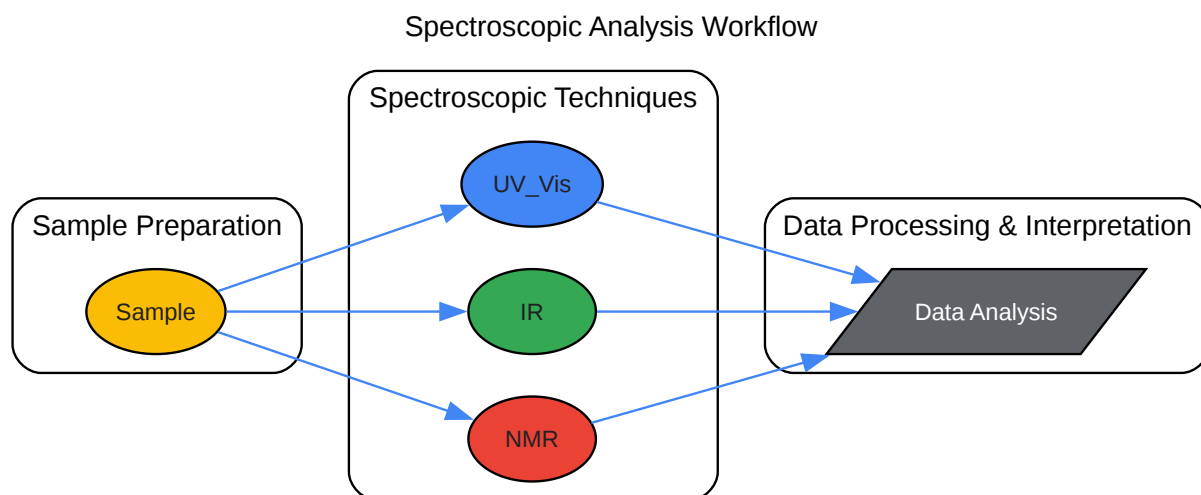 Spectroscopic Analysis Workflow
Spectroscopic Techniques
UV_Vis
Sample Preparation
Data Processing & Interpretation
Sample
IR
Data Analysis
NMR